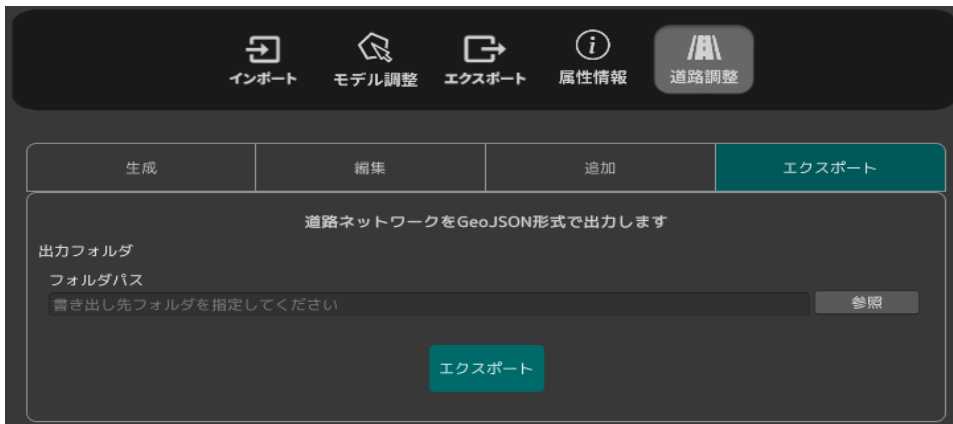 インポート
モデル調整
エクスポート
属性情報
道路調整
生成
編集
追加
エクスポート
道路ネットワークをGeoJSON形式で出力します
出力フォルダ
フォルダパス
書き出し先フォルダを指定してください
参照
エクスポート